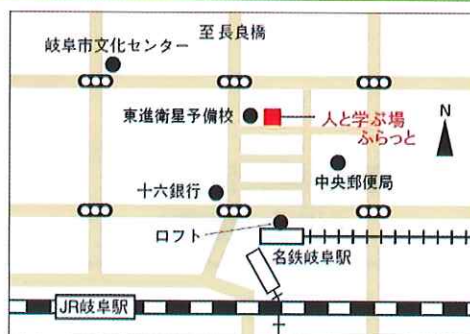 至長良橋
岐阜市文化センター
東進衛星予備校
人と学ぶ場
ふらっと
N
中央郵便局
十六銀行
ロフト
名鉄岐阜駅
JR岐阜駅